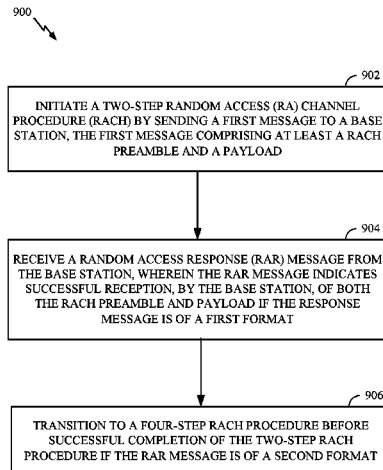 900
902
INITIATE A TWO-STEP RANDOM ACCESS (RA) CHANNEL
PROCEDURE (RACH) BY SENDING A FIRST MESSAGE TO A BASE
STATION, THE FIRST MESSAGE COMPRISING AT LEAST A RACH
PREAMBLE AND A PAYLOAD
904
RECEIVE A RANDOM ACCESS RESPONSE (RAR) MESSAGE FROM
THE BASE STATION, WHEREIN THE RAR MESSAGE INDICATES
SUCCESSFUL RECEPTION, BY THE BASE STATION, OF BOTH
THE RACH PREAMBLE AND PAYLOAD IF THE RESPONSE
MESSAGE IS OF A FIRST FORMAT
906
TRANSITION TO A FOUR-STEP RACH PROCEDURE BEFORE
SUCCESSFUL COMPLETION OF THE TWO-STEP RACH
PROCEDURE IF THE RAR MESSAGE IS OF A SECOND FORMAT